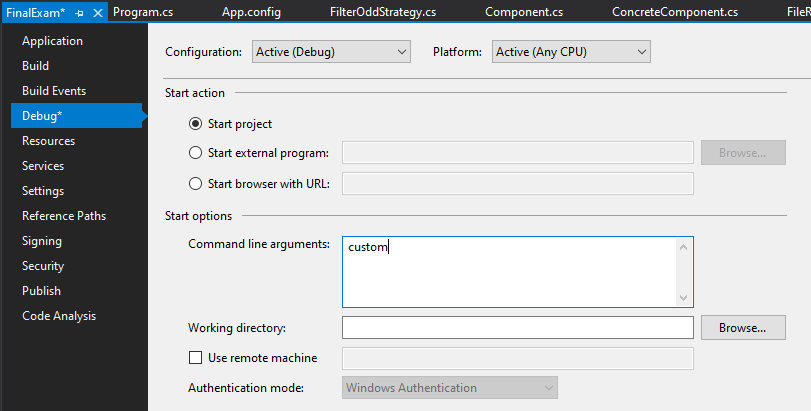 FinalExam* Program.cs App.config FilterOddStrategy.cs Component.cs ConcreteComponent.cs FileR
Application
Build
Build Events
Debug*
Resources
Services
Settings
Reference Paths
Signing
Security
Publish
Code Analysis
Configuration: Active (Debug) Platform: Active (Any CPU)
Start action
Start project
Start external program: Browse...
Start browser with URL:
Start options
Command line arguments: custom
Working directory: Browse...
Use remote machine
Authentication mode: Windows Authentication